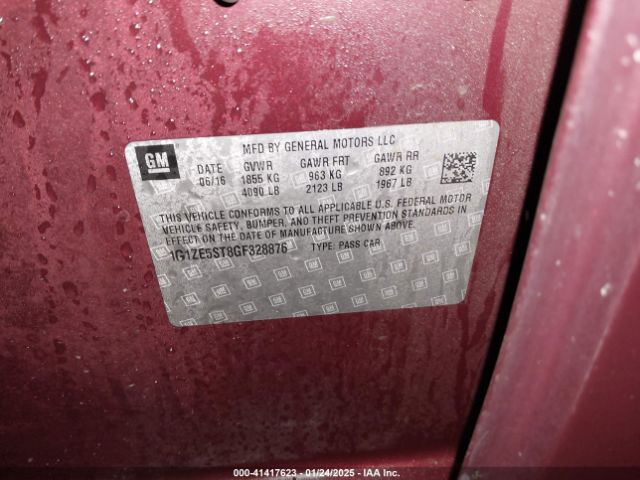 GM
MFD BY GENERAL MOTORS LLC
DATE GVWR GAWR FRT GAWR RR
06/16 1855 KG 963 KG 892 KG
4090 LB 2123 LB 1967 LB
THIS VEHICLE CONFORMS TO ALL APPLICABLE U.S. FEDERAL MOTOR
VEHICLE SAFETY, BUMPER, AND THEFT PREVENTION STANDARDS IN
EFFECT ON THE DATE OF MANUFACTURE SHOWN ABOVE.
1G1ZE5ST8GF328876 TYPE: PASS CAR
000-41417623 - 01/24/2025 - IAA Inc.